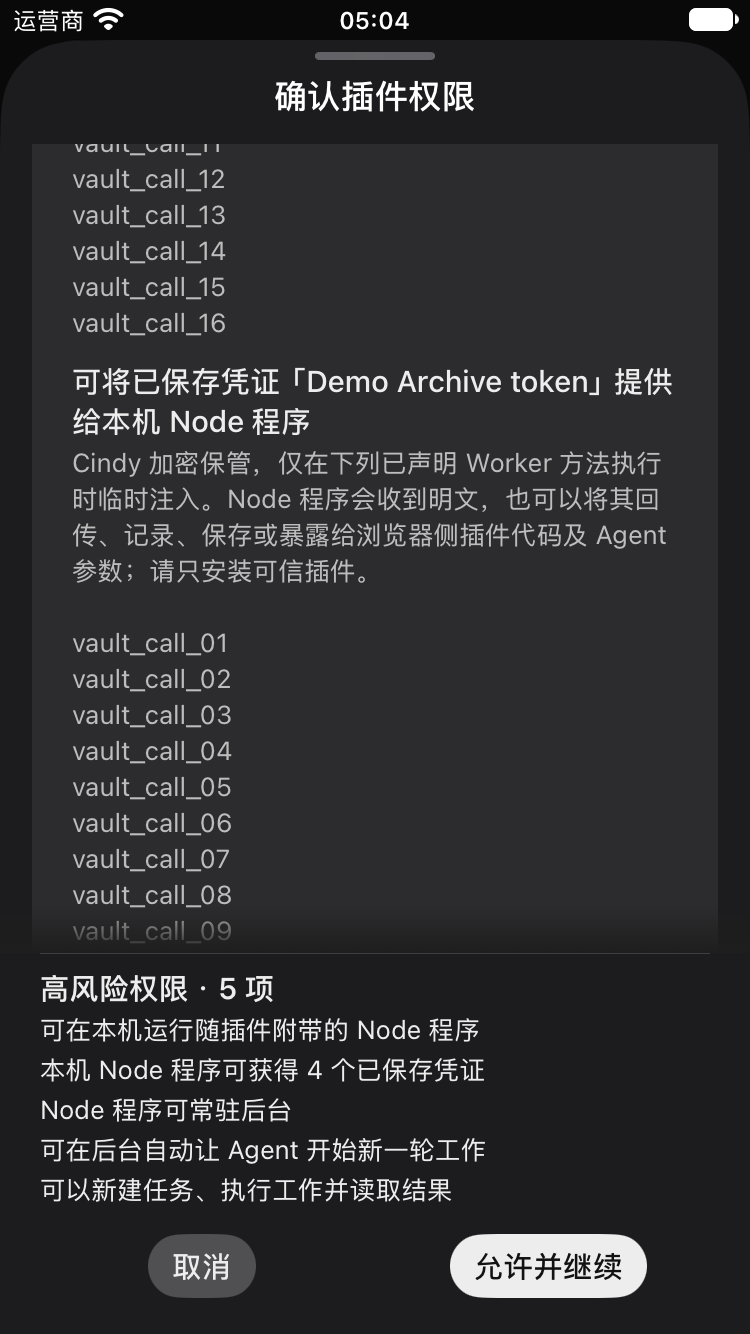 运营商
05:04
确认插件权限
vault_call_11
vault_call_12
vault_call_13
vault_call_14
vault_call_15
vault_call_16
可将已保存凭证「Demo Archive token」提供
给本机 Node 程序
Cindy 加密保管，仅在下列已声明 Worker 方法执行
时临时注入。Node 程序会收到明文，也可以将其回
传、记录、保存或暴露给浏览器侧插件代码及 Agent
参数；请只安装可信插件。
vault_call_01
vault_call_02
vault_call_03
vault_call_04
vault_call_05
vault_call_06
vault_call_07
vault_call_08
vault_call_09
高风险权限 · 5 项
可在本机运行随插件附带的 Node 程序
本机 Node 程序可获得 4 个已保存凭证
Node 程序可常驻后台
可在后台自动让 Agent 开始新一轮工作
可以新建任务、执行工作并读取结果
取消
允许并继续